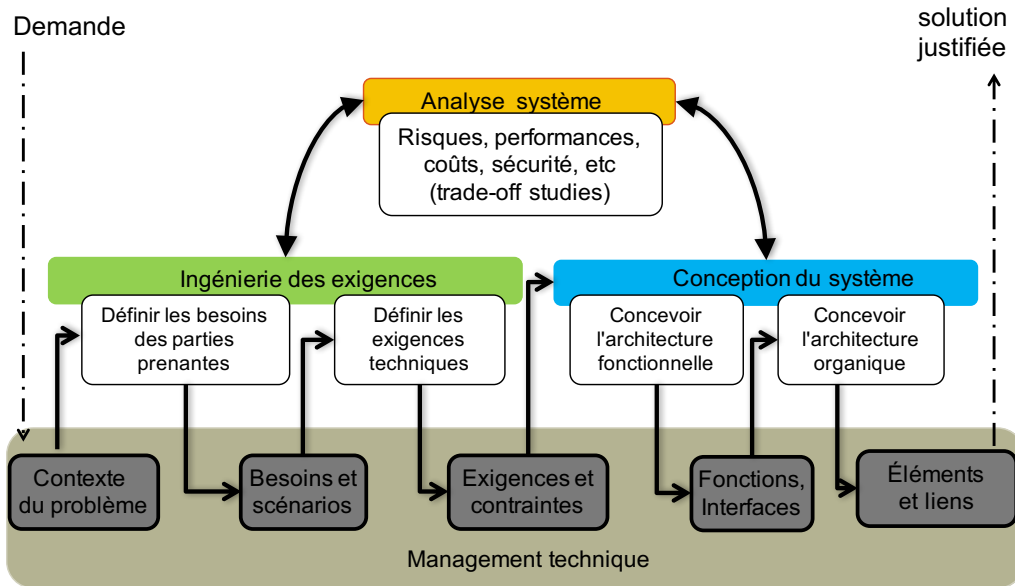 Demande
solution
justifiée
Analyse système
Risques, performances,
coûts, sécurité, etc
(trade-off studies)
Ingénierie des exigences
Conception du système
Définir les besoins
des parties
prenantes
Définir les
exigences
techniques
Concevoir
l'architecture
fonctionnelle
Concevoir
l'architecture
organique
Contexte
du problème
Besoins et
scénarios
Exigences et
contraintes
Fonctions,
Interfaces
Éléments
et liens
Management technique